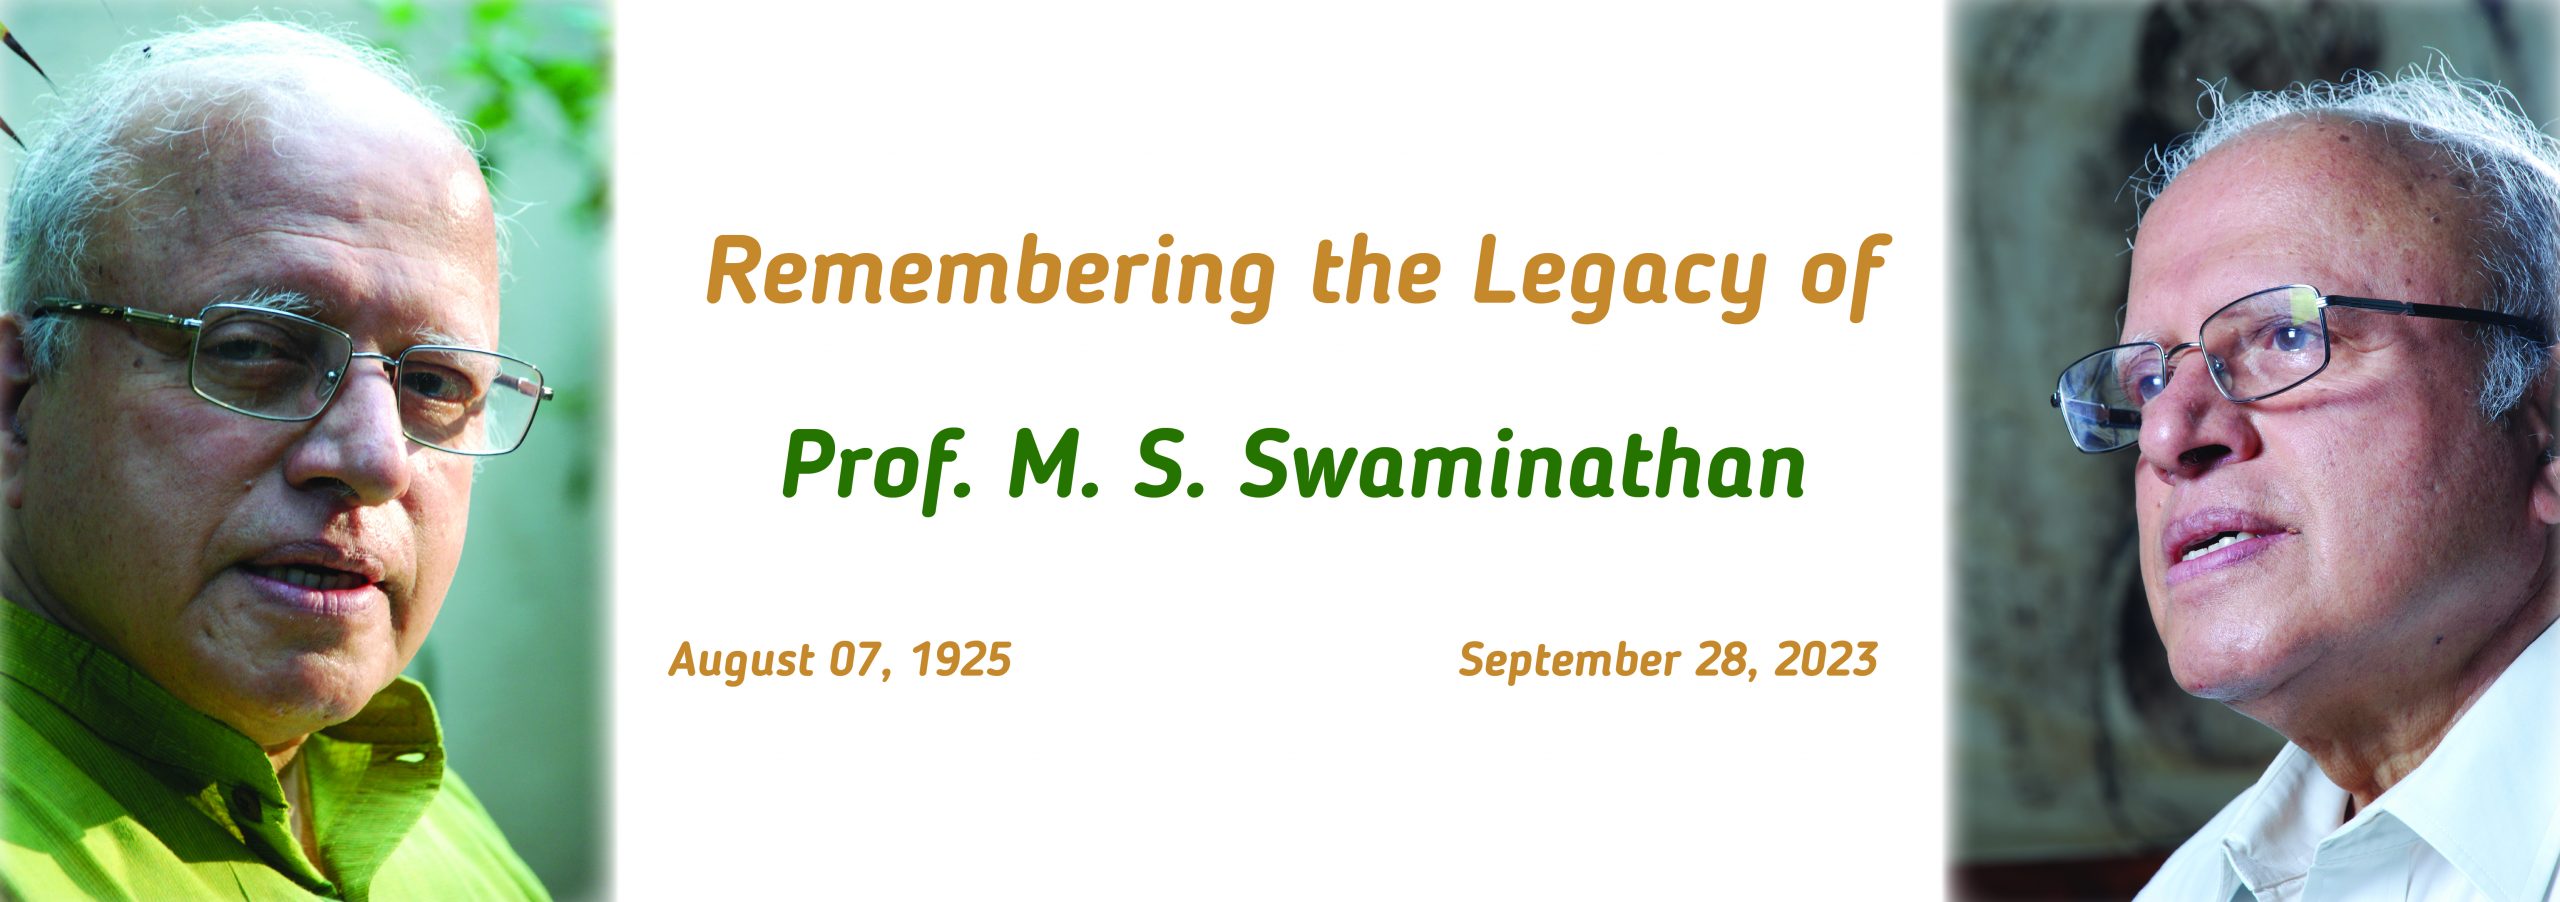 Remembering the Legacy of
Prof. M. S. Swaminathan
August 07, 1925
September 28, 2023